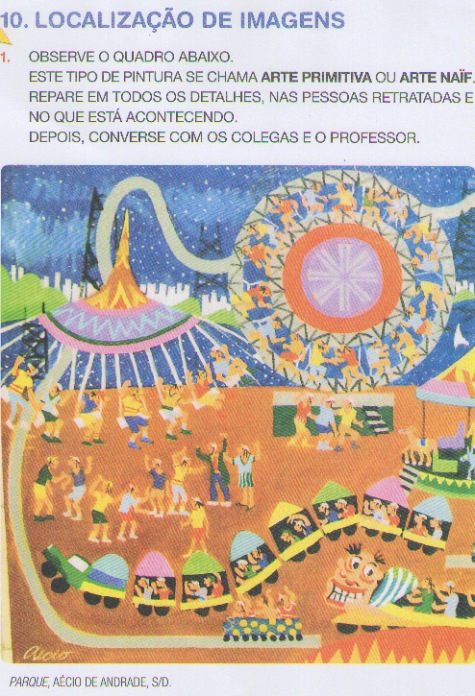 10. LOCALIZAÇÃO DE IMAGENS
1. OBSERVE O QUADRO ABAIXO.
ESTE TIPO DE PINTURA SE CHAMA ARTE PRIMITIVA OU ARTE NAÏF.
REPARE EM TODOS OS DETALHES, NAS PESSOAS RETRATADAS E
NO QUE ESTÁ ACONTECENDO.
DEPOIS, CONVERSE COM OS COLEGAS E O PROFESSOR.
Aécio
PARQUE, AÉCIO DE ANDRADE, S/D.